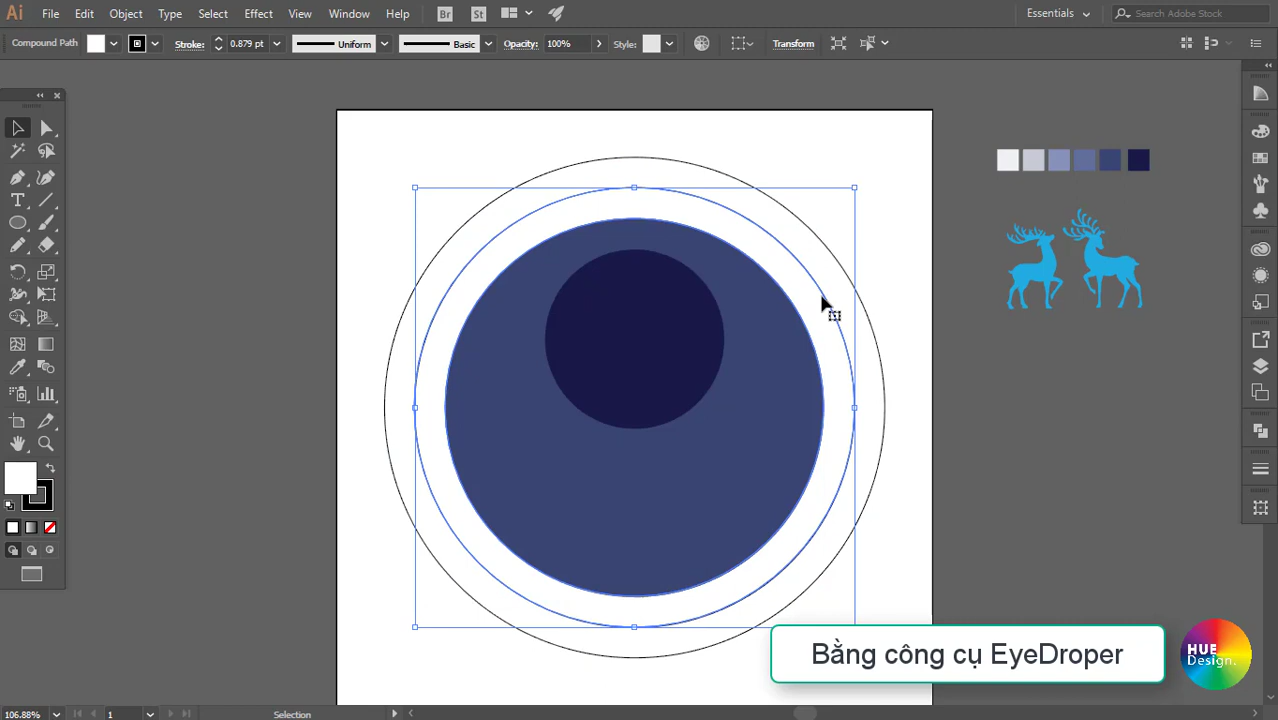 Ai File Edit Object Type Select Effect View Window Help Br St Essentials Search Adobe Stock
Compound Path Stroke: 0.879 pt Uniform Basic Opacity: 100% Style: Transform
Bằng công cụ EyeDroper
HUE
Design.
106.88% 1 Selection